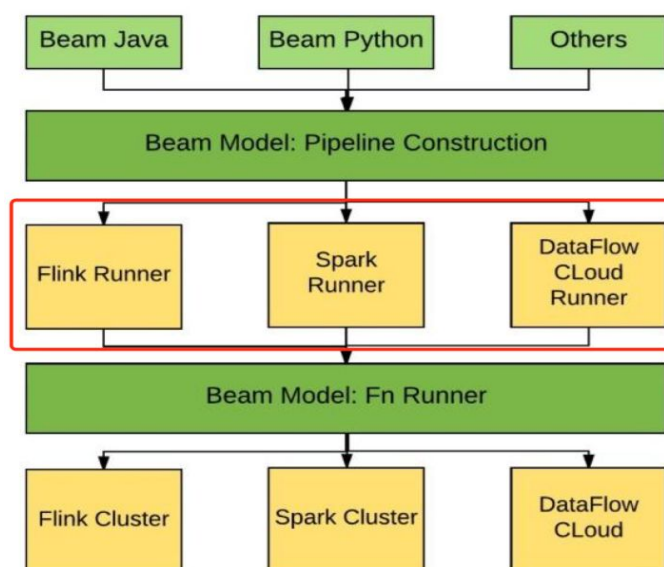 Beam Java
Beam Python
Others
Beam Model: Pipeline Construction
Flink Runner
Spark
Runner
DataFlow
CLoud
Runner
Beam Model: Fn Runner
Flink Cluster
Spark Cluster
DataFlow
CLoud